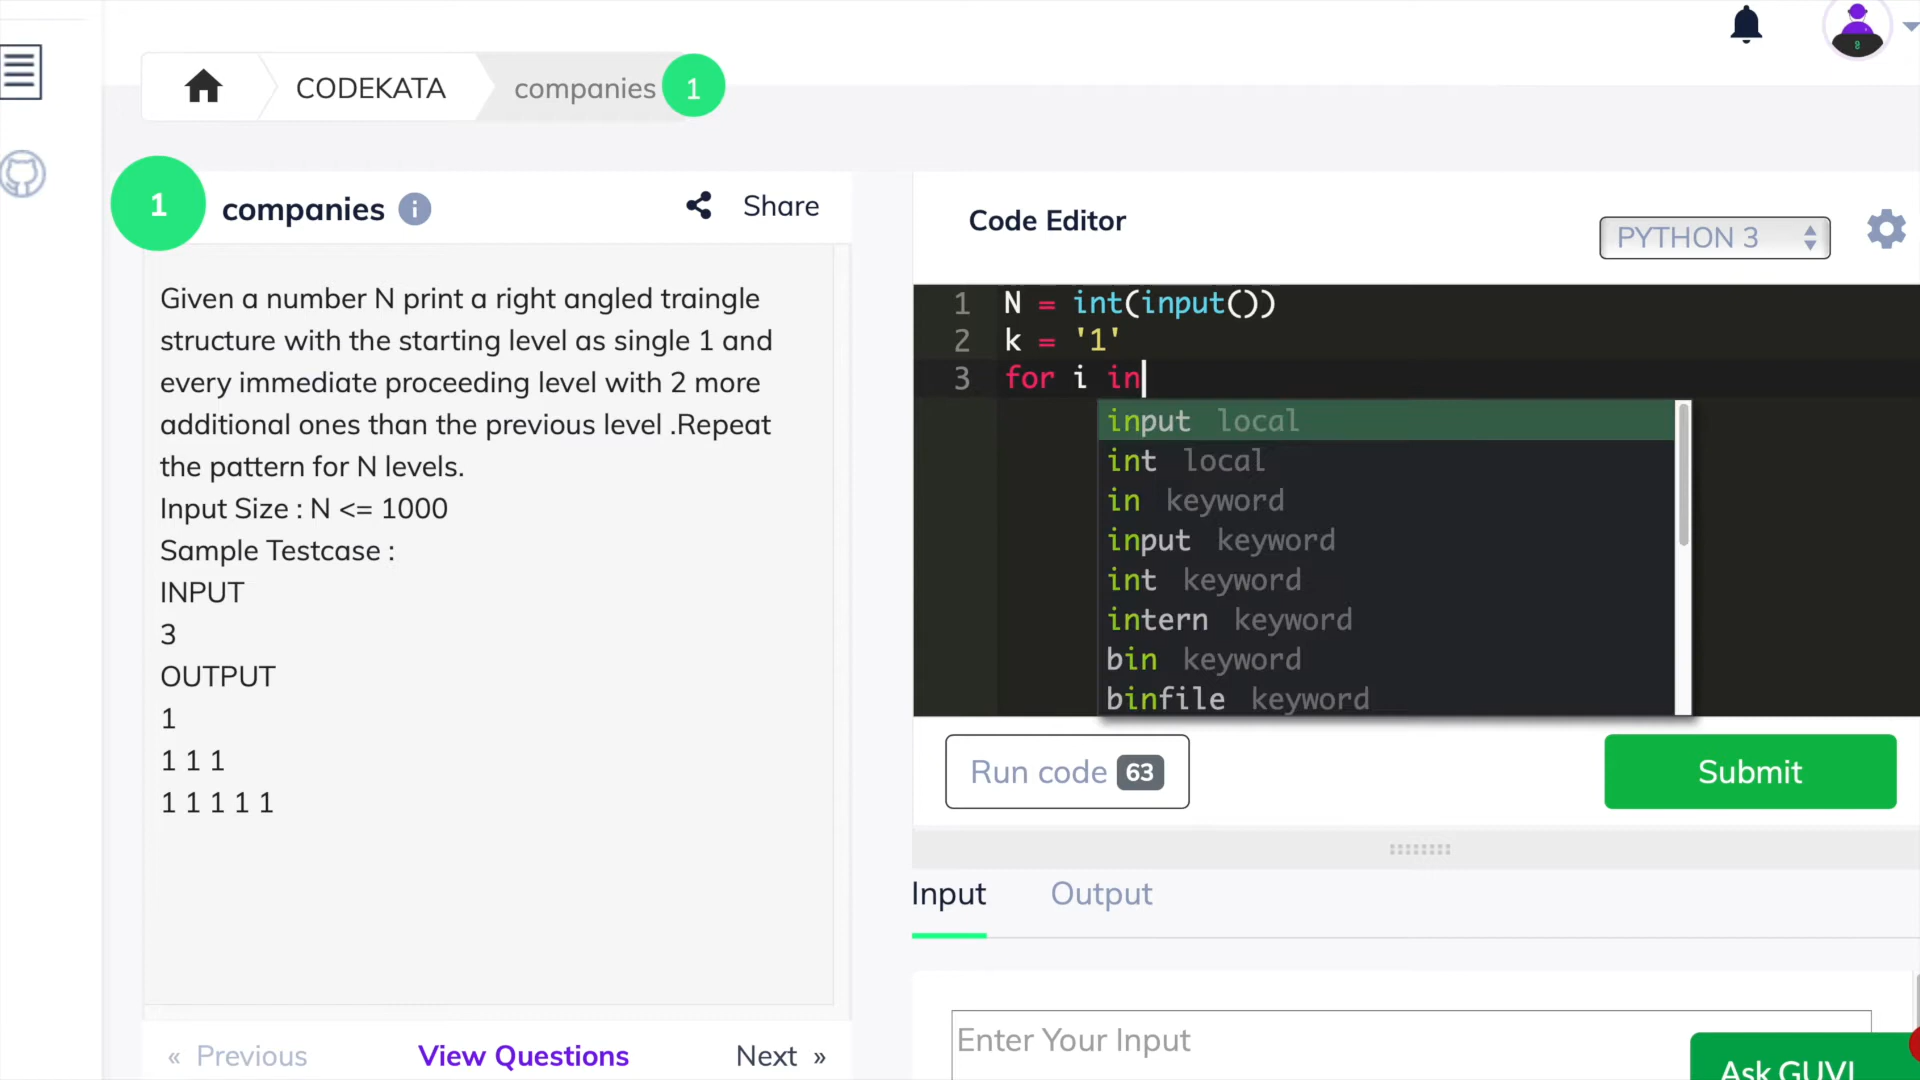 CODEKATA
companies
1
1
companies
Share
Given a number N print a right angled traingle
structure with the starting level as single 1 and
every immediate proceeding level with 2 more
additional ones than the previous level .Repeat
the pattern for N levels.
Input Size : N <= 1000
Sample Testcase :
INPUT
3
OUTPUT
1
1 1 1
1 1 1 1 1
« Previous
View Questions
Next »
Code Editor
PYTHON 3
1 N = int(input())
2 k = '1'
3 for i in
input local
int local
in keyword
input keyword
int keyword
intern keyword
bin keyword
binfile keyword
Run code 63
Submit
Input
Output
Enter Your Input
Ask GUVI